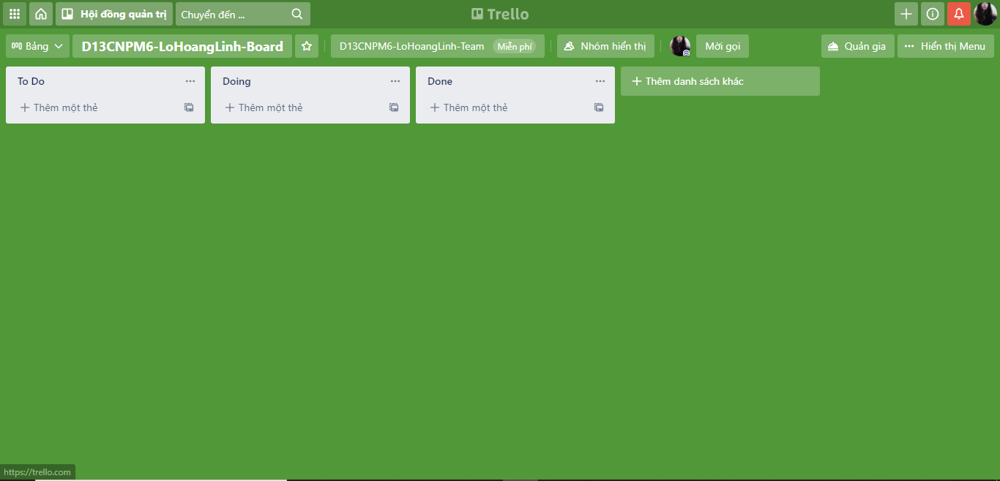 Hội đồng quản trị
Chuyển đến ...
Trello
Bảng
D13CNPM6-LoHoangLinh-Board
D13CNPM6-LoHoangLinh-Team
Miễn phí
Nhóm hiển thị
Mời gọi
Quản gia
Hiển thị Menu
To Do
Doing
Done
Thêm danh sách khác
Thêm một thẻ
Thêm một thẻ
Thêm một thẻ
https://trello.com